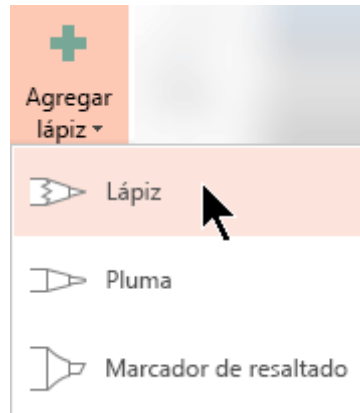 Agregar
lápiz
Lápiz
Pluma
Marcador de resaltado